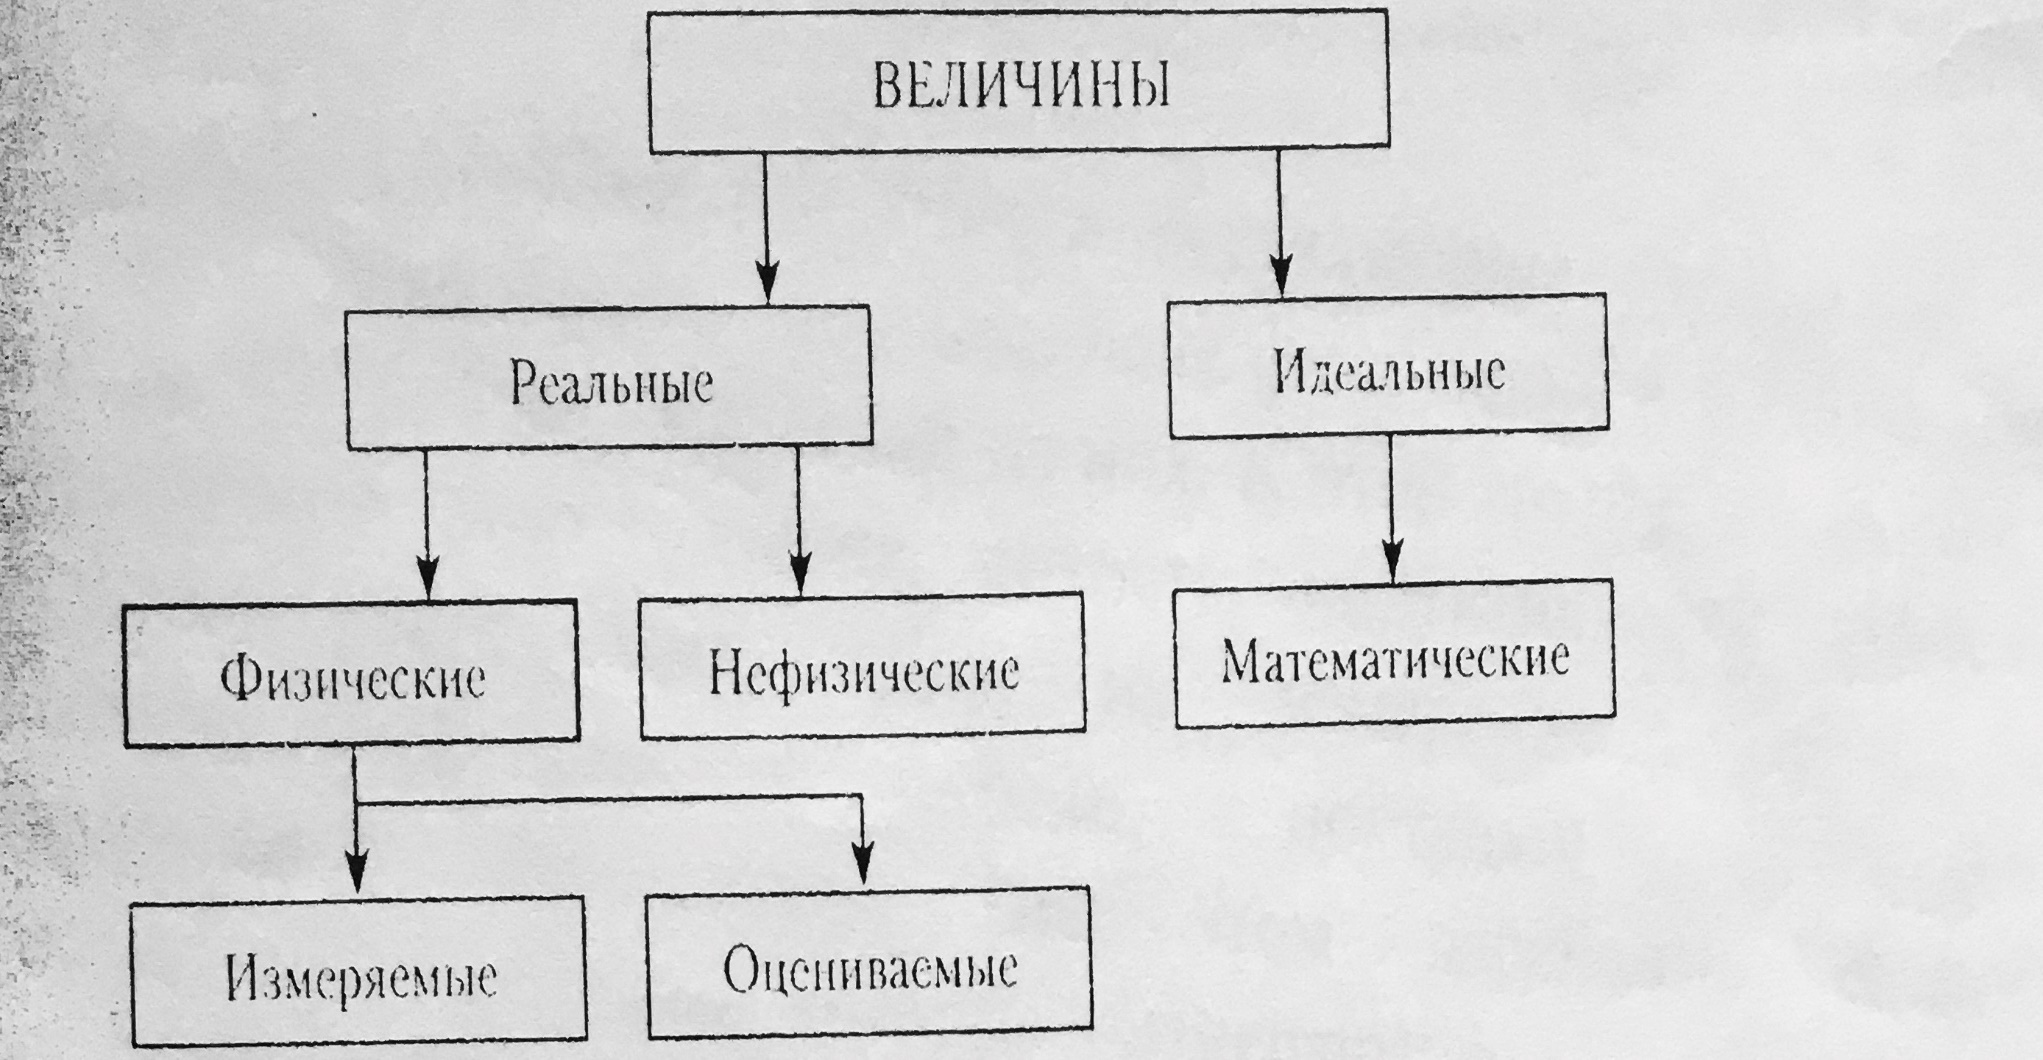 ВЕЛИЧИНЫ
Реальные
Идеальные
Физические
Нефизические
Математические
Измеряемые
Оцениваемые